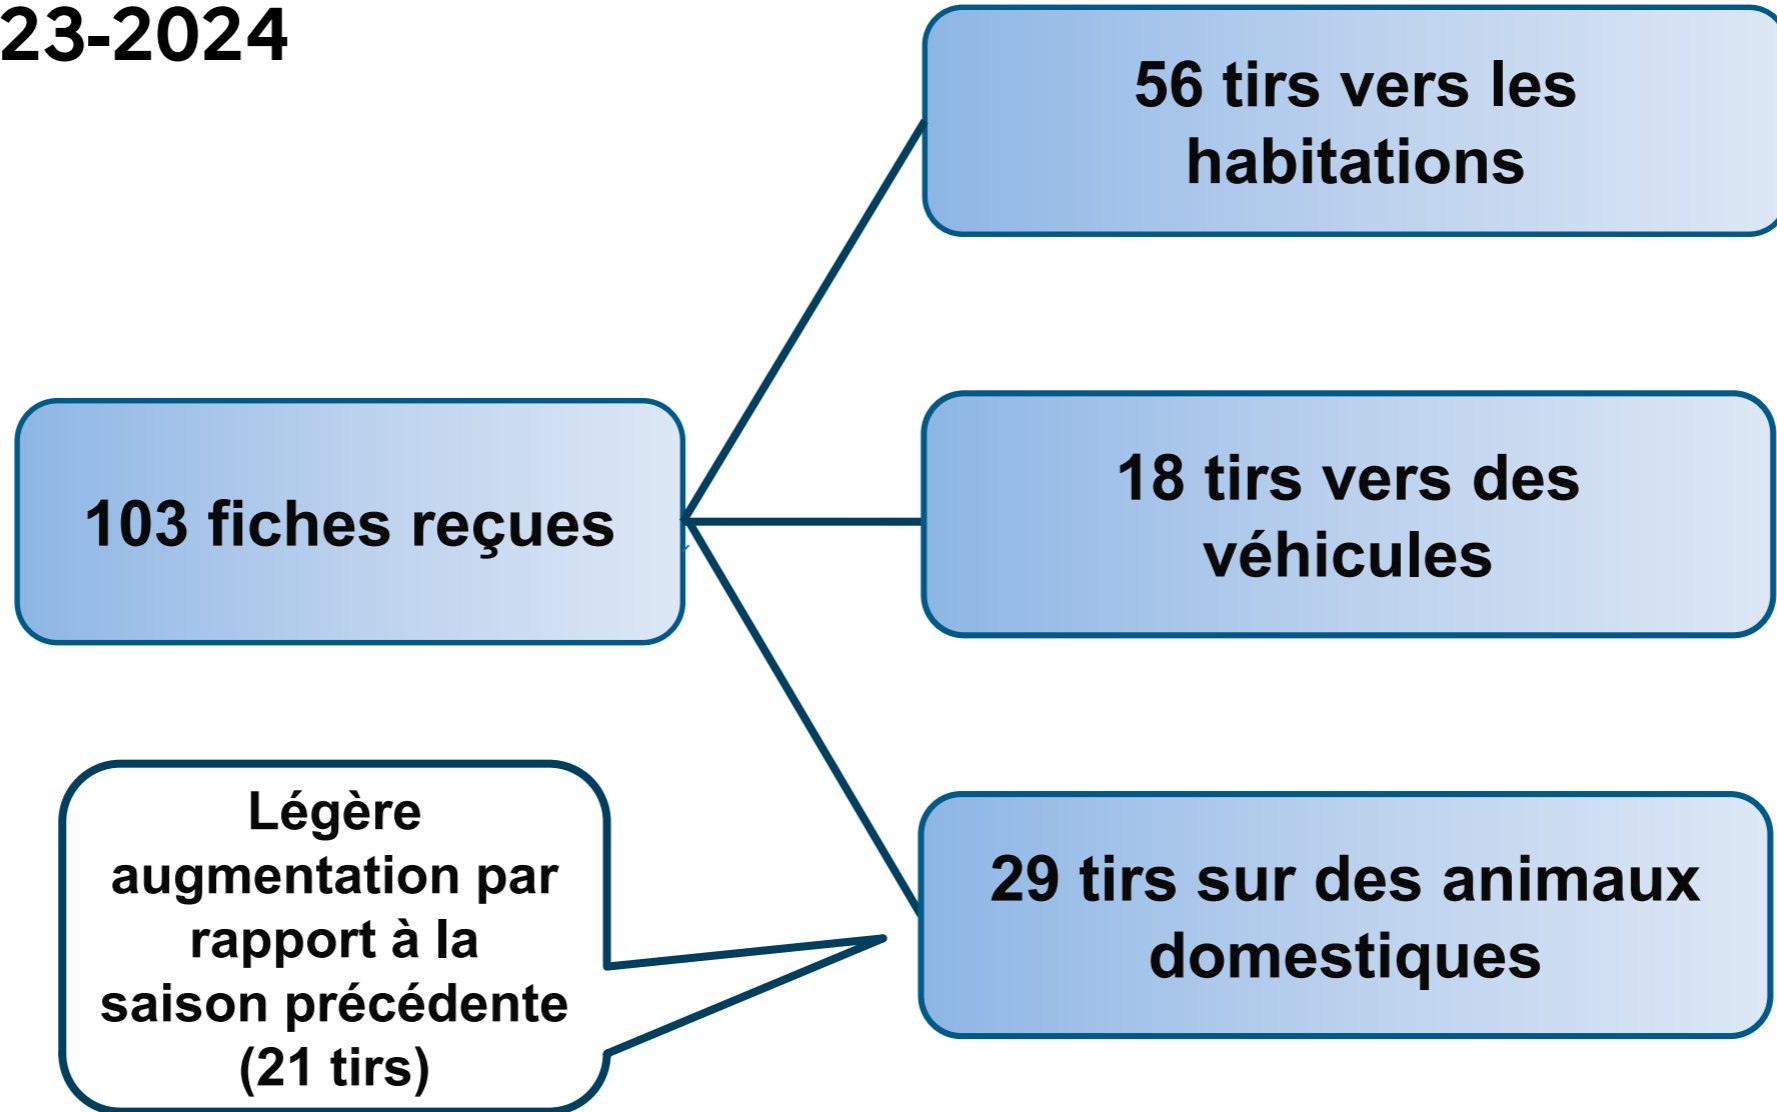 23-2024
56 tirs vers les
habitations
103 fiches reçues
18 tirs vers des
véhicules
Légère
augmentation par
rapport à la
saison précédente
(21 tirs)
29 tirs sur des animaux
domestiques